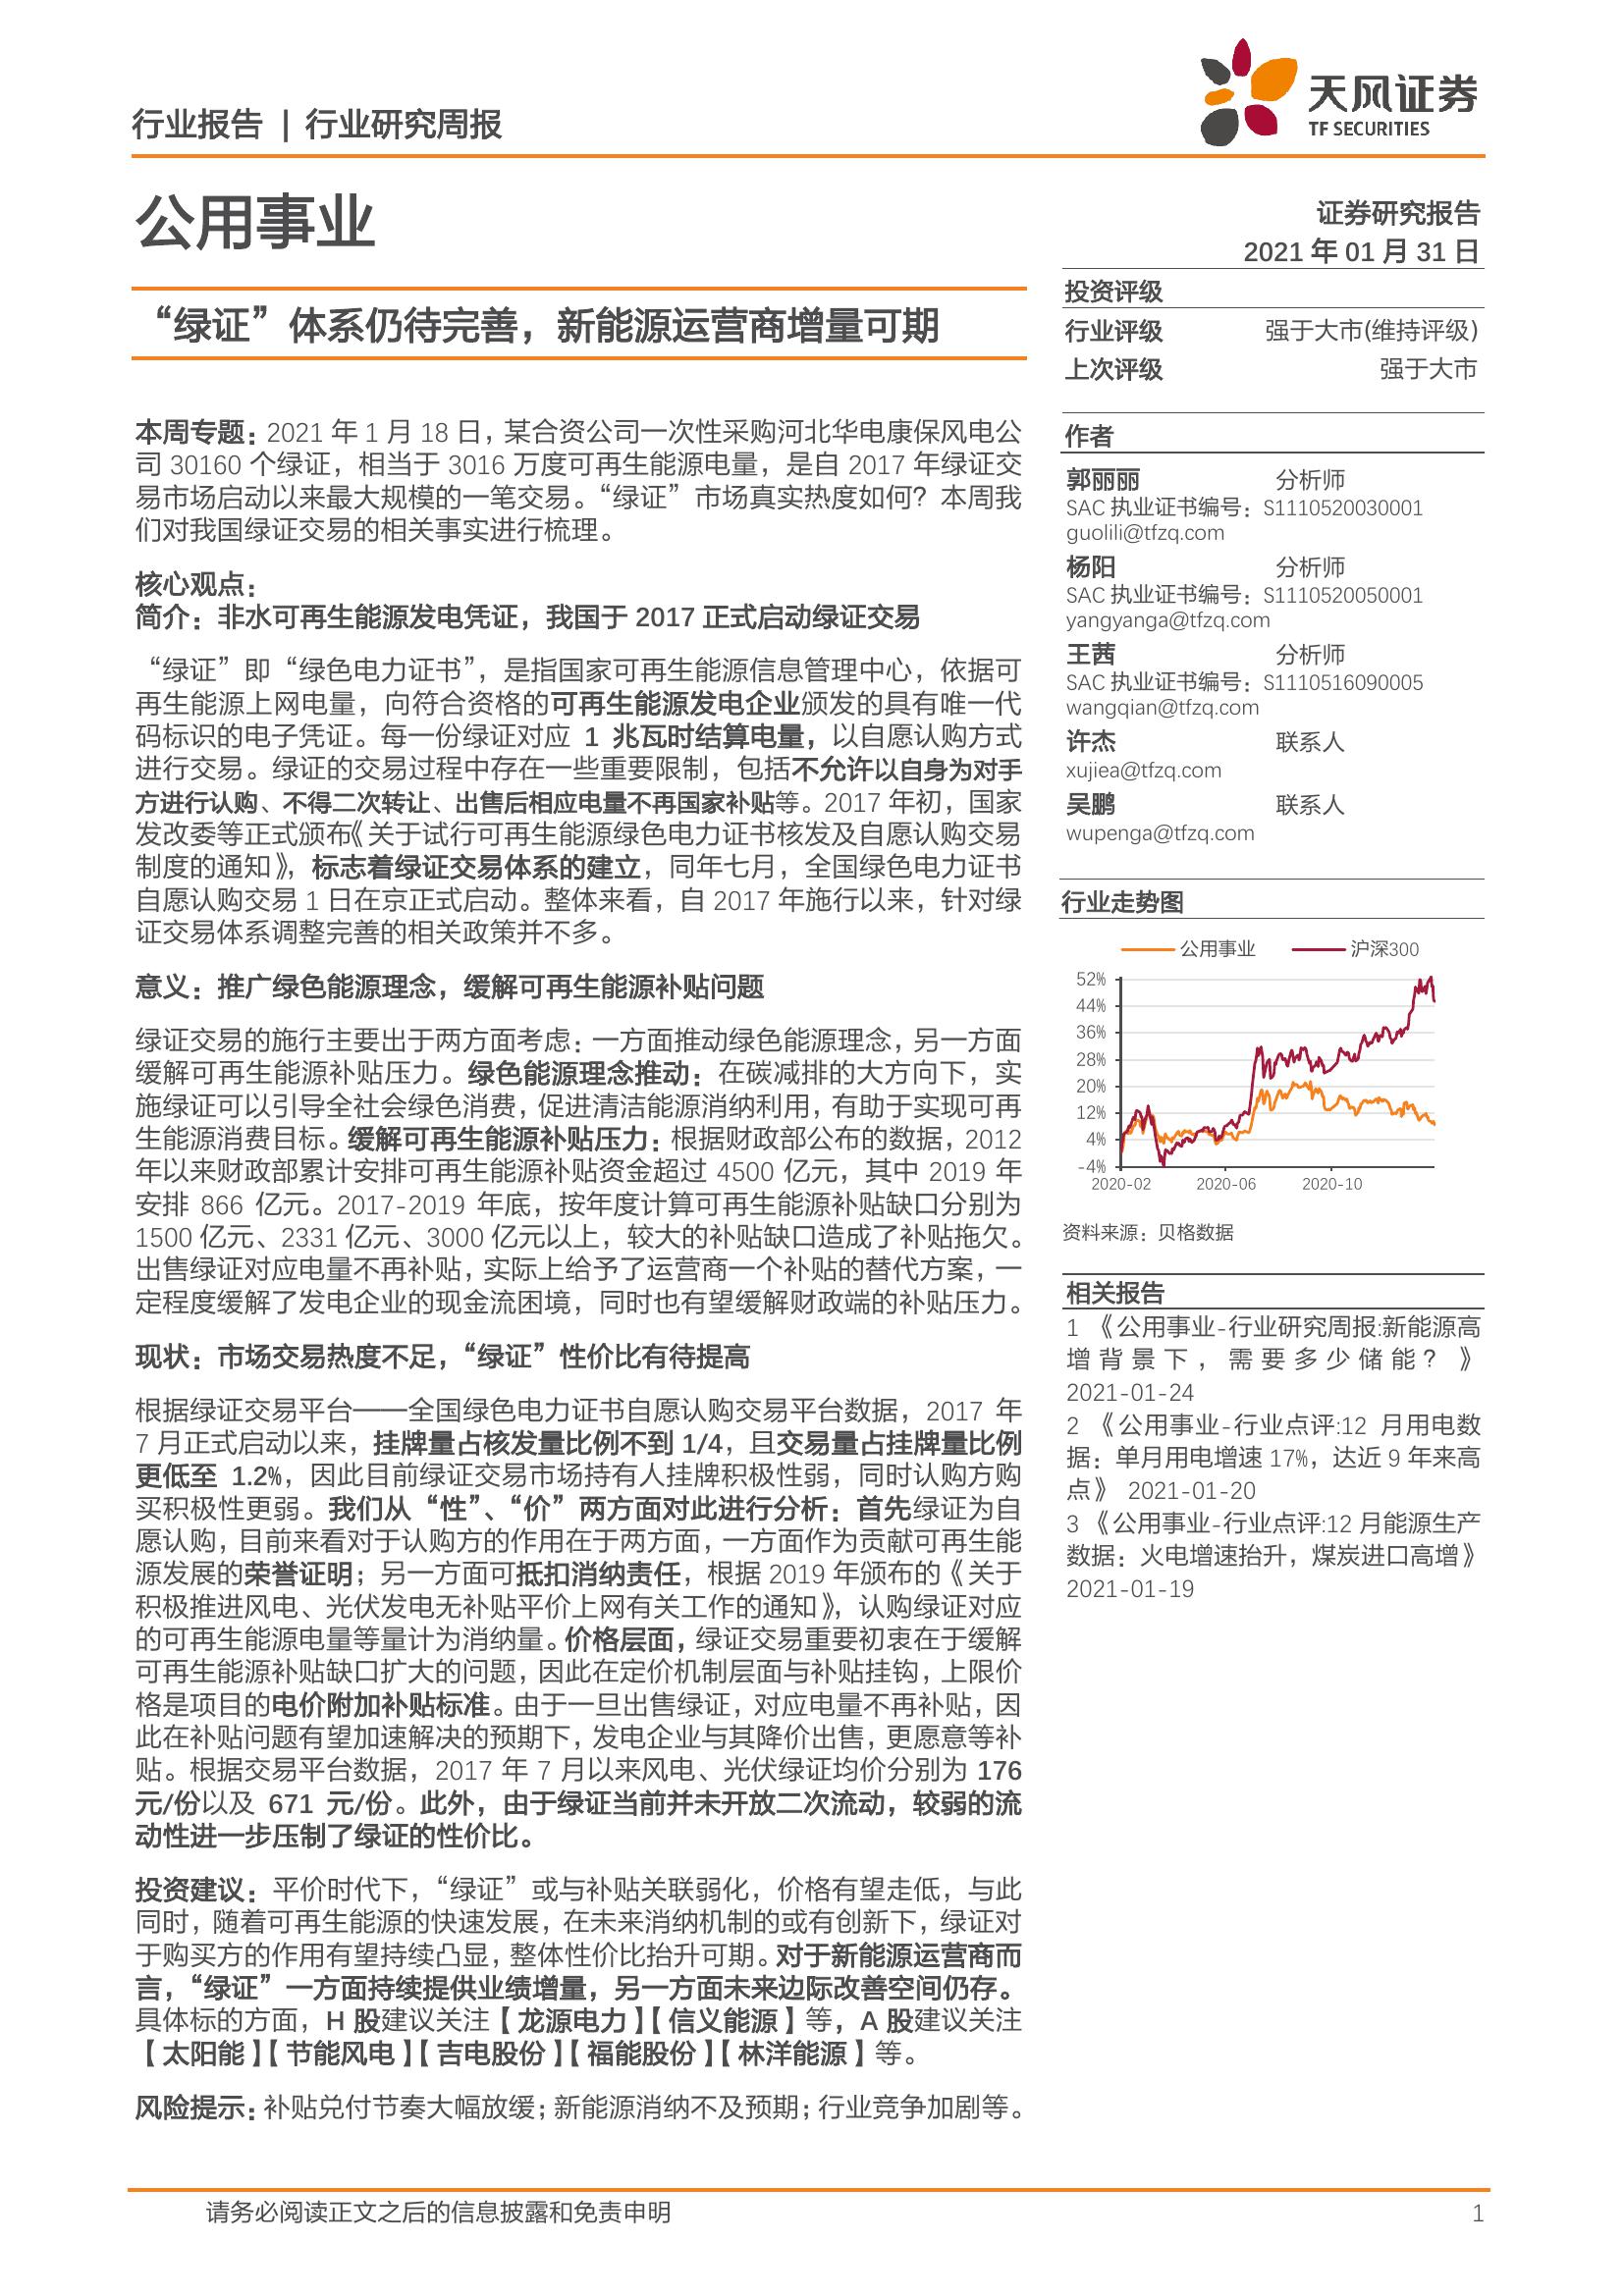 行业报告 | 行业研究周报
天风证券
TF SECURITIES
公用事业
证券研究报告
2021 年 01 月 31 日
“绿证”体系仍待完善，新能源运营商增量可期
本周专题：2021 年 1 月 18 日，某合资公司一次性采购河北华电康保风电公
司 30160 个绿证，相当于 3016 万度可再生能源电量，是自 2017 年绿证交
易市场启动以来最大规模的一笔交易。“绿证”市场真实热度如何？本周我
们对我国绿证交易的相关事实进行梳理。
核心观点：
简介：非水可再生能源发电凭证，我国于 2017 正式启动绿证交易
“绿证”即“绿色电力证书”，是指国家可再生能源信息管理中心，依据可
再生能源上网电量，向符合资格的可再生能源发电企业颁发的具有唯一代
码标识的电子凭证。每一份绿证对应 1 兆瓦时结算电量，以自愿认购方式
进行交易。绿证的交易过程中存在一些重要限制，包括不允许以自身为对手
方进行认购、不得二次转让、出售后相应电量不再国家补贴等。2017 年初，国家
发改委等正式颁布《关于试行可再生能源绿色电力证书核发及自愿认购交易
制度的通知》，标志着绿证交易体系的建立，同年七月，全国绿色电力证书
自愿认购交易 1 日在京正式启动。整体来看，自 2017 年施行以来，针对绿
证交易体系调整完善的相关政策并不多。
意义：推广绿色能源理念，缓解可再生能源补贴问题
绿证交易的施行主要出于两方面考虑：一方面推动绿色能源理念，另一方面
缓解可再生能源补贴压力。绿色能源理念推动：在碳减排的大方向下，实
施绿证可以引导全社会绿色消费，促进清洁能源消纳利用，有助于实现可再
生能源消费目标。缓解可再生能源补贴压力：根据财政部公布的数据，2012
年以来财政部累计安排可再生能源补贴资金超过 4500 亿元，其中 2019 年
安排 866 亿元。2017-2019 年底，按年度计算可再生能源补贴缺口分别为
1500 亿元、2331 亿元、3000 亿元以上，较大的补贴缺口造成了补贴拖欠。
出售绿证对应电量不再补贴，实际上给予了运营商一个补贴的替代方案，一
定程度缓解了发电企业的现金流困境，同时也有望缓解财政端的补贴压力。
现状：市场交易热度不足，“绿证”性价比有待提高
根据绿证交易平台——全国绿色电力证书自愿认购交易平台数据，2017 年
7 月正式启动以来，挂牌量占核发量比例不到 1/4，且交易量占挂牌量比例
更低至 1.2%，因此目前绿证交易市场持有人挂牌积极性弱，同时认购方购
买积极性更弱。我们从“性”、“价”两方面对此进行分析：首先绿证为自
愿认购，目前来看对于认购方的作用在于两方面，一方面作为贡献可再生能
源发展的荣誉证明；另一方面可抵扣消纳责任，根据 2019 年颁布的《关于
积极推进风电、光伏发电无补贴平价上网有关工作的通知》，认购绿证对应
的可再生能源电量等量计为消纳量。价格层面，绿证交易重要初衷在于缓解
可再生能源补贴缺口扩大的问题，因此在定价机制层面与补贴挂钩，上限价
格是项目的电价附加补贴标准。由于一旦出售绿证，对应电量不再补贴，因
此在补贴问题有望加速解决的预期下，发电企业与其降价出售，更愿意等补
贴。根据交易平台数据，2017 年 7 月以来风电、光伏绿证均价分别为 176
元/份以及 671 元/份。此外，由于绿证当前并未开放二次流动，较弱的流
动性进一步压制了绿证的性价比。
投资建议：平价时代下，“绿证”或与补贴关联弱化，价格有望走低，与此
同时，随着可再生能源的快速发展，在未来消纳机制的或有创新下，绿证对
于购买方的作用有望持续凸显，整体性价比抬升可期。对于新能源运营商而
言，“绿证”一方面持续提供业绩增量，另一方面未来边际改善空间仍存。
具体标的方面，H 股建议关注【龙源电力】【信义能源】等，A 股建议关注
【太阳能】【节能风电】【吉电股份】【福能股份】【林洋能源】等。
风险提示：补贴兑付节奏大幅放缓；新能源消纳不及预期；行业竞争加剧等。
投资评级
行业评级 强于大市(维持评级)
上次评级 强于大市
作者
郭丽丽 分析师
SAC 执业证书编号：S1110520030001
guolili@tfzq.com
杨阳 分析师
SAC 执业证书编号：S1110520050001
yangyanga@tfzq.com
王茜 分析师
SAC 执业证书编号：S1110516090005
wangqian@tfzq.com
许杰 联系人
xujiea@tfzq.com
吴鹏 联系人
wupenga@tfzq.com
行业走势图
公用事业 沪深300
52%
44%
36%
28%
20%
12%
4%
-4%
2020-02 2020-06 2020-10
资料来源：贝格数据
相关报告
1 《公用事业-行业研究周报:新能源高
增背景下，需要多少储能？》
2021-01-24
2 《公用事业-行业点评:12 月用电数
据：单月用电增速 17%，达近 9 年来高
点》 2021-01-20
3 《公用事业-行业点评:12 月能源生产
数据：火电增速抬升，煤炭进口高增》
2021-01-19
请务必阅读正文之后的信息披露和免责申明
1